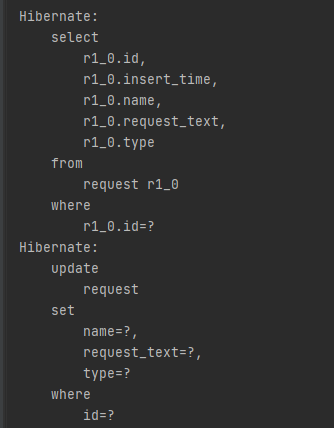 Hibernate:
    select
        r1_0.id,
        r1_0.insert_time,
        r1_0.name,
        r1_0.request_text,
        r1_0.type
    from
        request r1_0
    where
        r1_0.id=?
Hibernate:
    update
        request
    set
        name=?,
        request_text=?,
        type=?
    where
        id=?